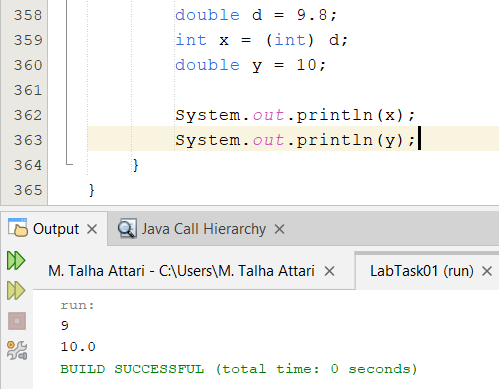 358 double d = 9.8;
359 int x = (int) d;
360 double y = 10;
361
362 System.out.println(x);
363 System.out.println(y);
364 }
365 }
Output × Java Call Hierarchy ×
M. Talha Attari - C:\Users\M. Talha Attari × LabTask01 (run) ×
run:
9
10.0
BUILD SUCCESSFUL (total time: 0 seconds)